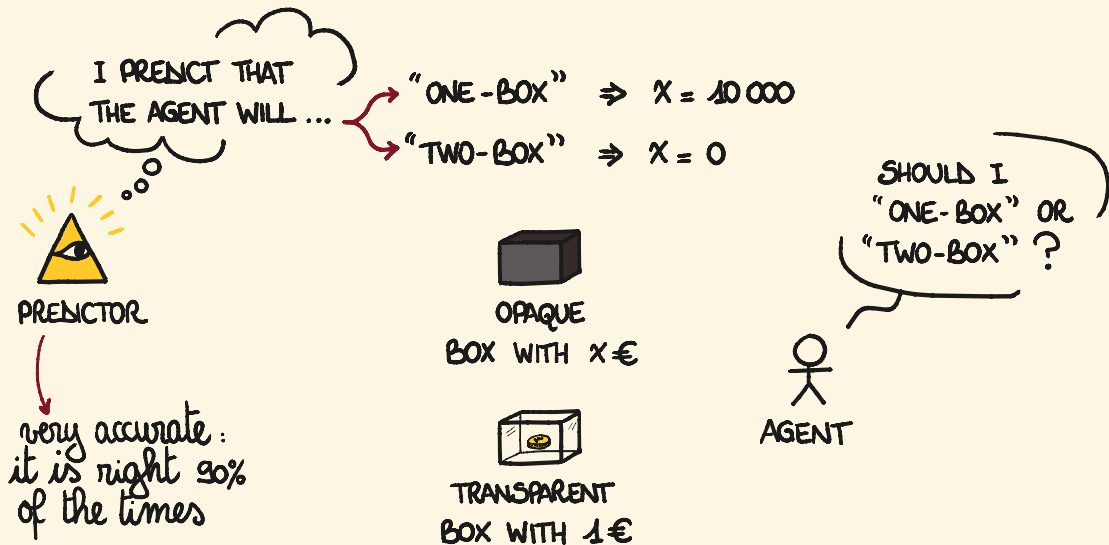 I PREDICT THAT
THE AGENT WILL ...
"ONE-BOX" ⇒ X = 10 000
"TWO-BOX" ⇒ X = 0
SHOULD I
"ONE-BOX" OR
"TWO-BOX" ?
PREDICTOR
OPAQUE
BOX WITH X €
very accurate :
it is right 90%
of the times
AGENT
TRANSPARENT
BOX WITH 1 €